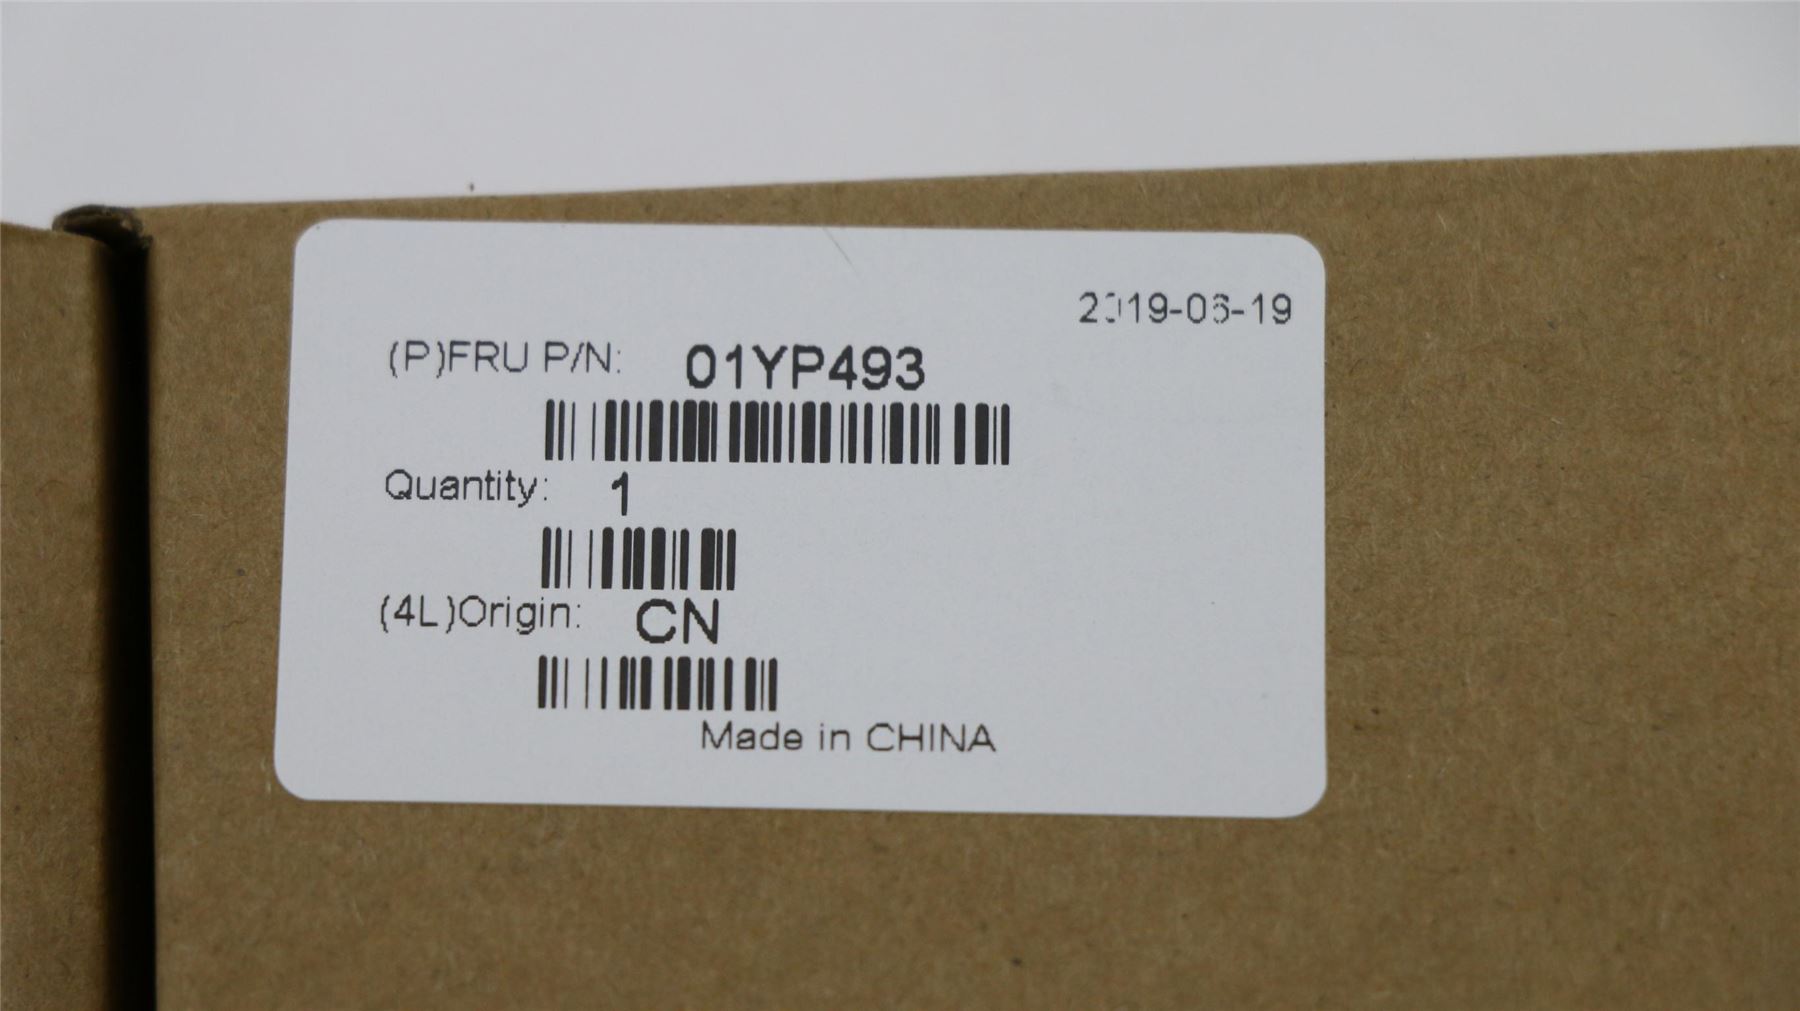 2019-06-19
(P)FRU P/N: 01YP493
Quantity: 1
(4L)Origin: CN
Made in CHINA